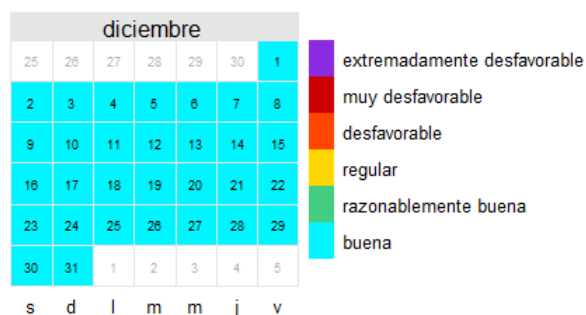 diciembre
25 26 27 28 29 30 1
2 3 4 5 6 7 8
9 10 11 12 13 14 15
16 17 18 19 20 21 22
23 24 25 26 27 28 29
30 31 1 2 3 4 5
s d l m m j v
extremadamente desfavorable
muy desfavorable
desfavorable
regular
razonablemente buena
buena